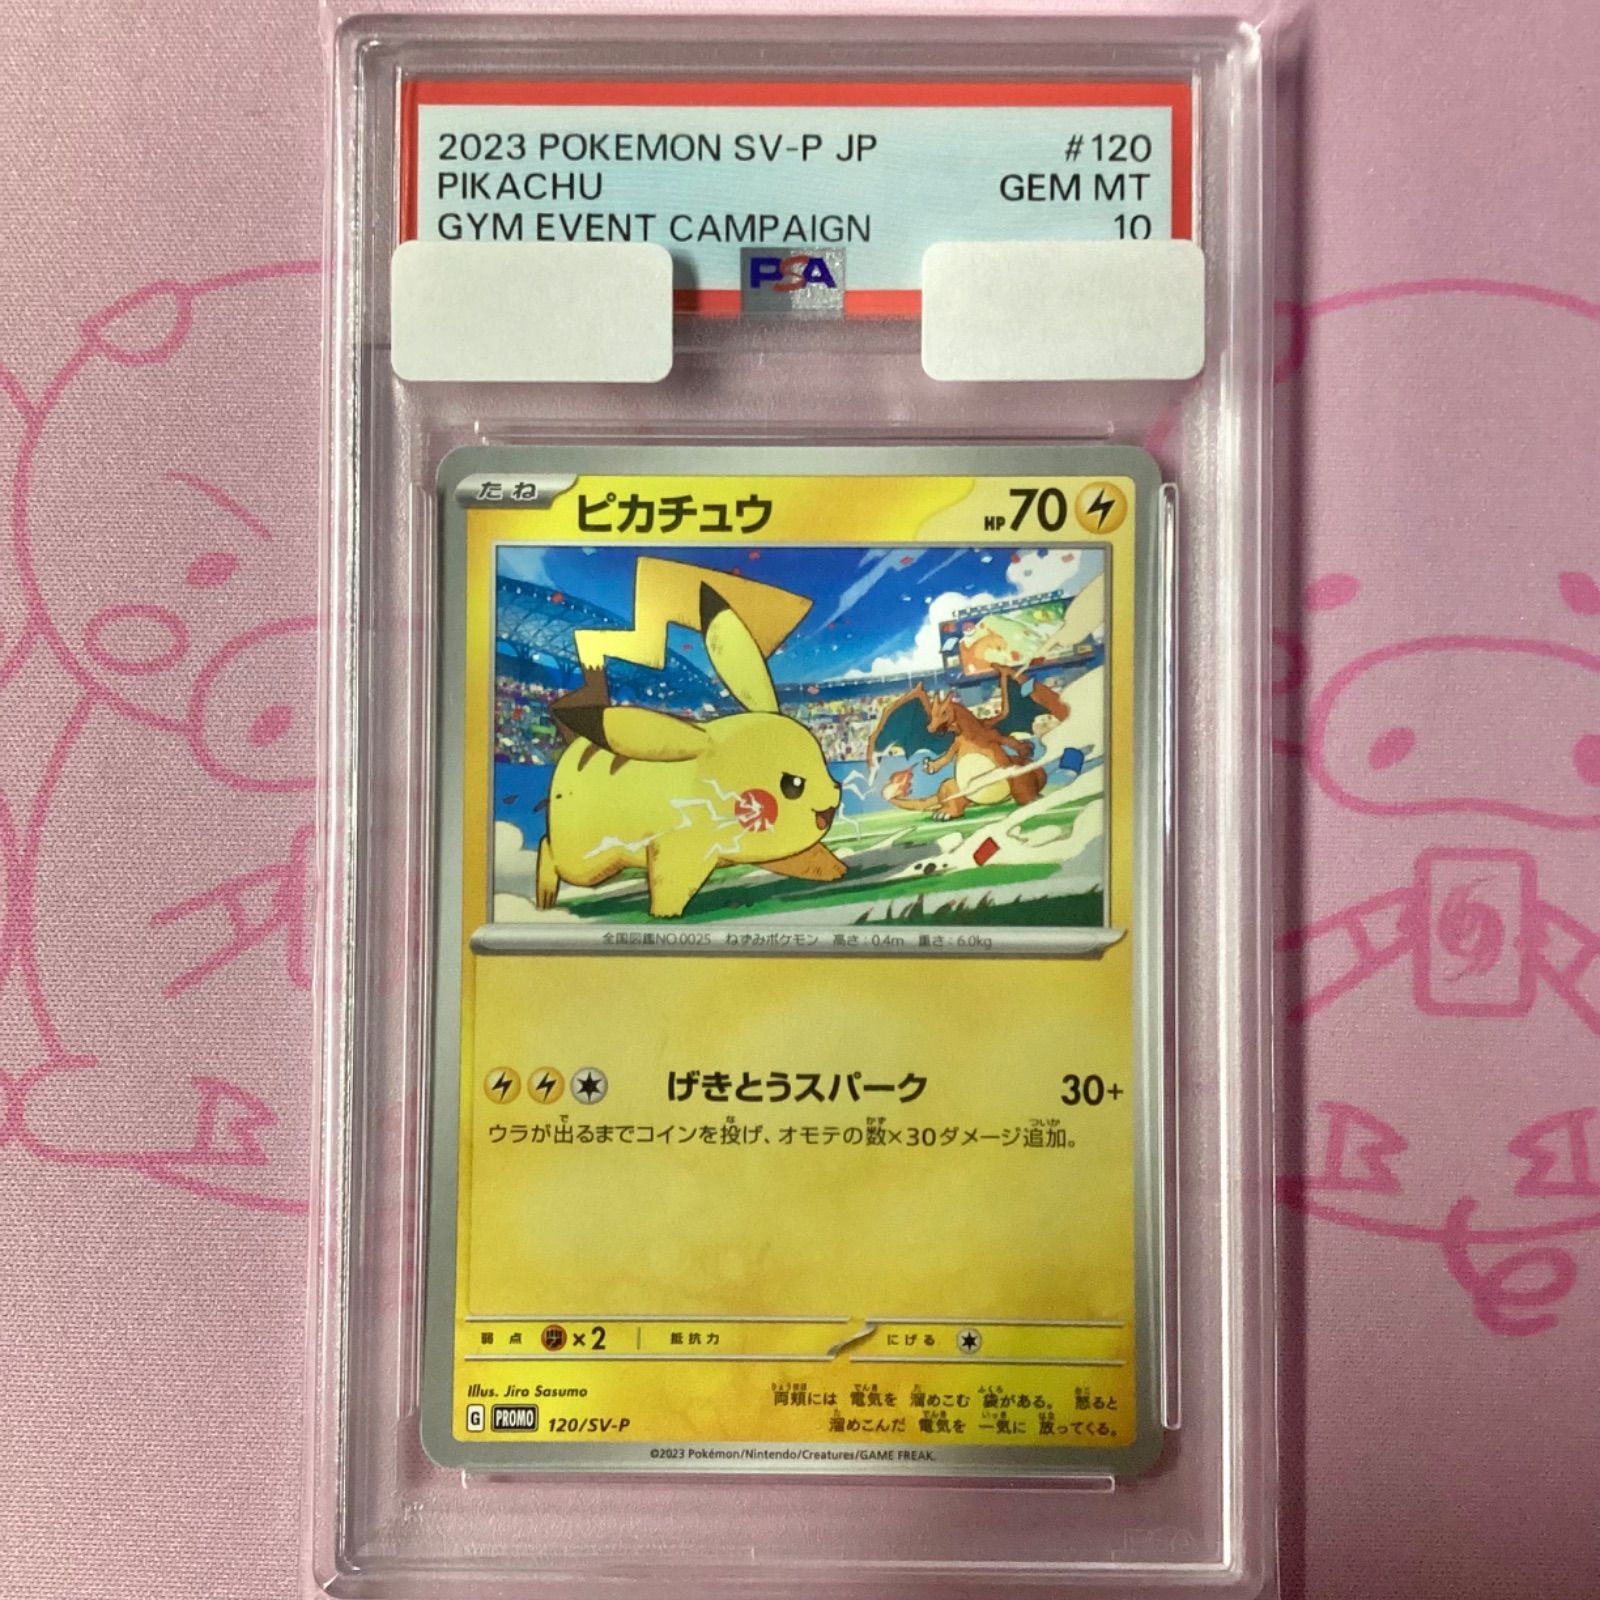 2023 POKEMON SV-P JP #120
PIKACHU GEM MT
GYM EVENT CAMPAIGN 10
PSA
たね ピカチュウ HP70
全国図鑑NO.0025 ねずみポケモン 高さ:0.4m 重さ:6.0kg
げきとうスパーク 30+
ウラが出るまでコインを投げ、オモテの数×30ダメージ追加。
弱点 ×2 抵抗力 にげる
Illus. Jiro Sasumo
両頬には 電気を 溜めこむ 袋がある。 怒ると
溜めこんだ 電気を 一気に 放ってくる。
G PROMO 120/SV-P
©2023 Pokémon/Nintendo/Creatures/GAME FREAK.